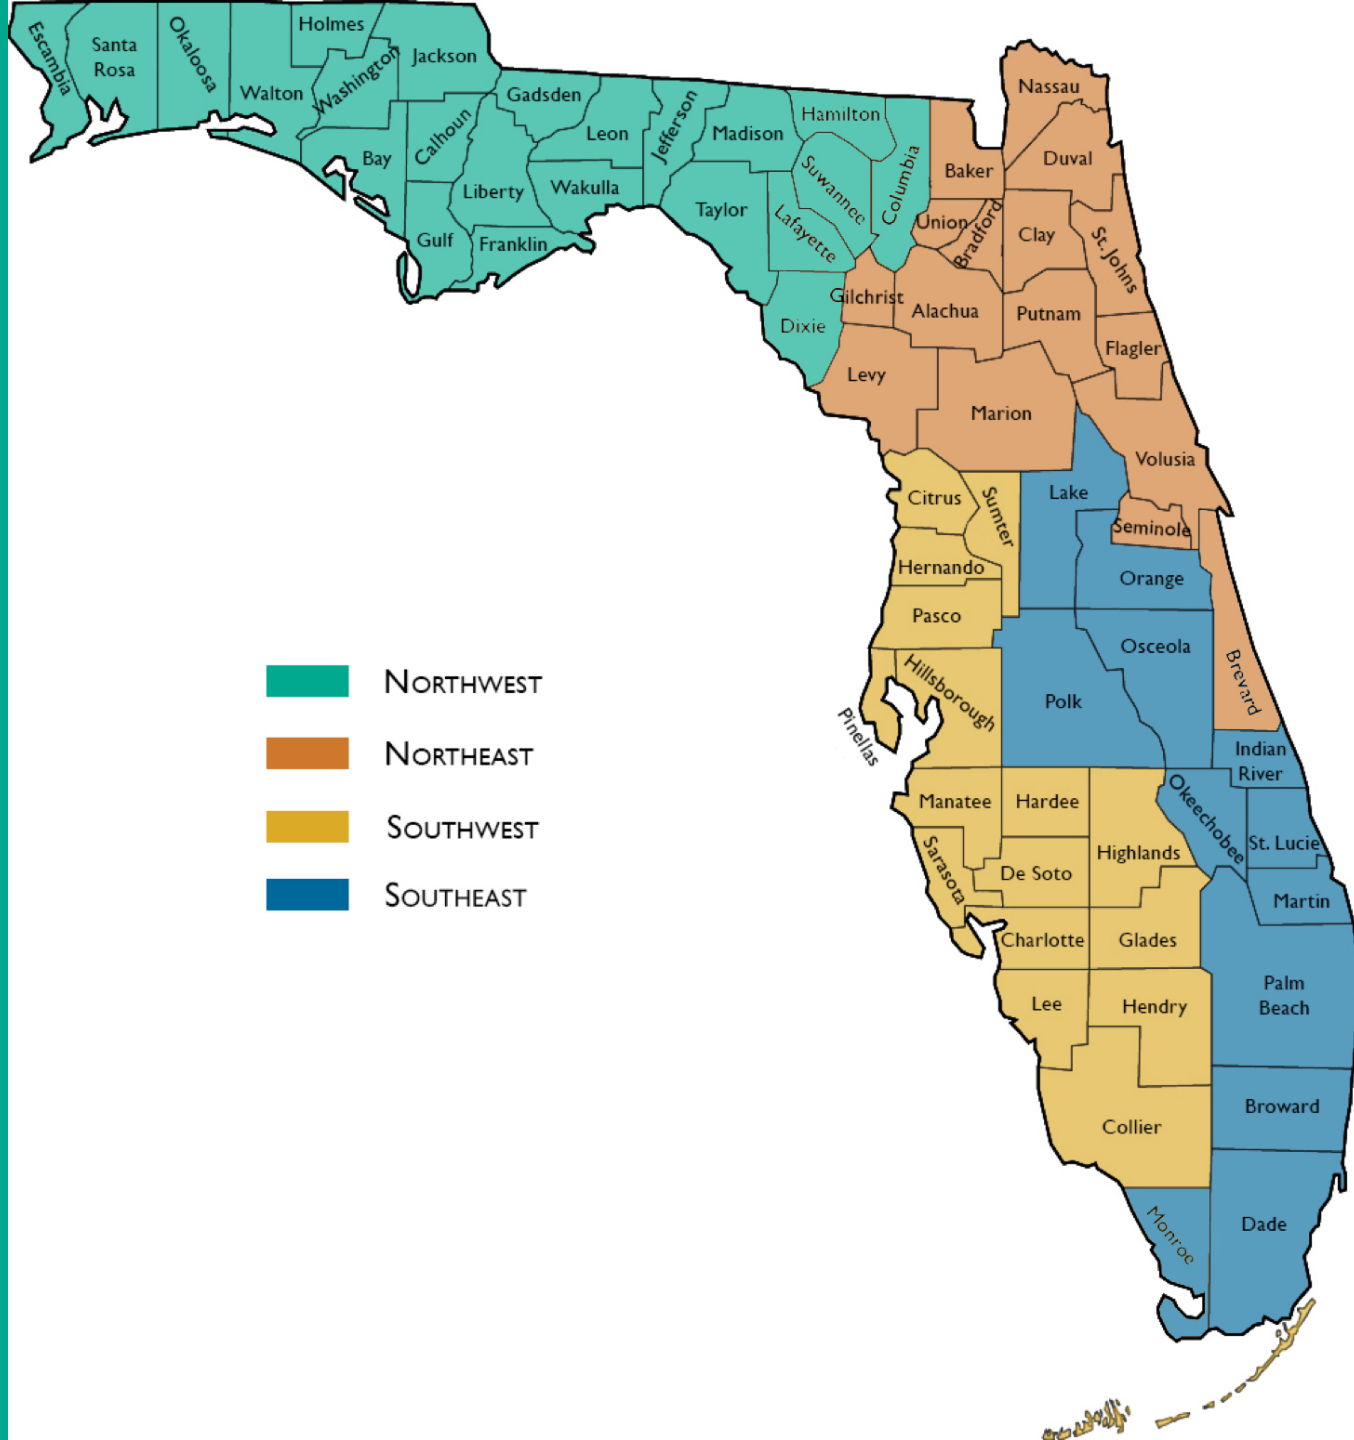 Escambia
Santa
Rosa
Okaloosa
Walton
Holmes
Washington
Jackson
Bay
Calhoun
Gulf
Liberty
Franklin
Gadsden
Leon
Wakulla
Jefferson
Madison
Taylor
Hamilton
Suwannee
Lafayette
Dixie
Columbia
Nassau
Duval
Baker
Union
Bradford
Clay
St. Johns
Gilchrist
Alachua
Putnam
Flagler
Levy
Marion
Volusia
Citrus
Sumter
Lake
Seminole
Hernando
Orange
Pasco
Osceola
Brevard
Hillsborough
Pinellas
Polk
Indian
River
Manatee
Hardee
Okeechobee
St. Lucie
Highlands
Sarasota
De Soto
Martin
Charlotte
Glades
Lee
Hendry
Palm
Beach
Broward
Collier
Monroe
Dade
NORTHWEST
NORTHEAST
SOUTHWEST
SOUTHEAST